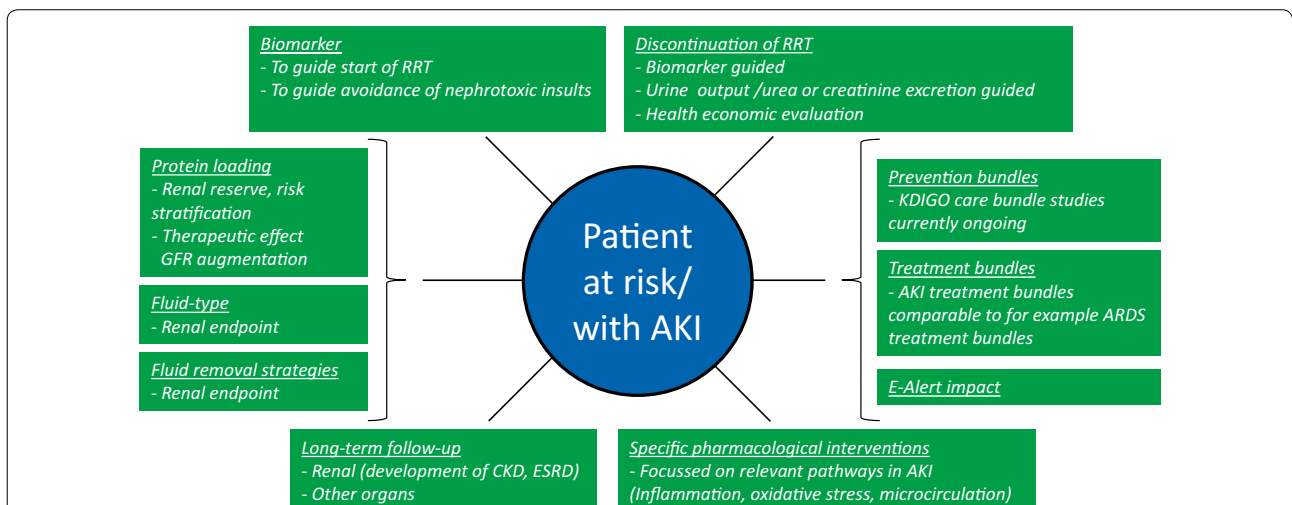 Biomarker
- To guide start of RRT
- To guide avoidance of nephrotoxic insults
Discontinuation of RRT
- Biomarker guided
- Urine output /urea or creatinine excretion guided
- Health economic evaluation
Protein loading
- Renal reserve, risk
stratification
- Therapeutic effect
GFR augmentation
Fluid-type
- Renal endpoint
Fluid removal strategies
- Renal endpoint
Patient
at risk/
with AKI
Prevention bundles
- KDIGO care bundle studies
currently ongoing
Treatment bundles
- AKI treatment bundles
comparable to for example ARDS
treatment bundles
E-Alert impact
Long-term follow-up
- Renal (development of CKD, ESRD)
- Other organs
Specific pharmacological interventions
- Focussed on relevant pathways in AKI
(Inflammation, oxidative stress, microcirculation)